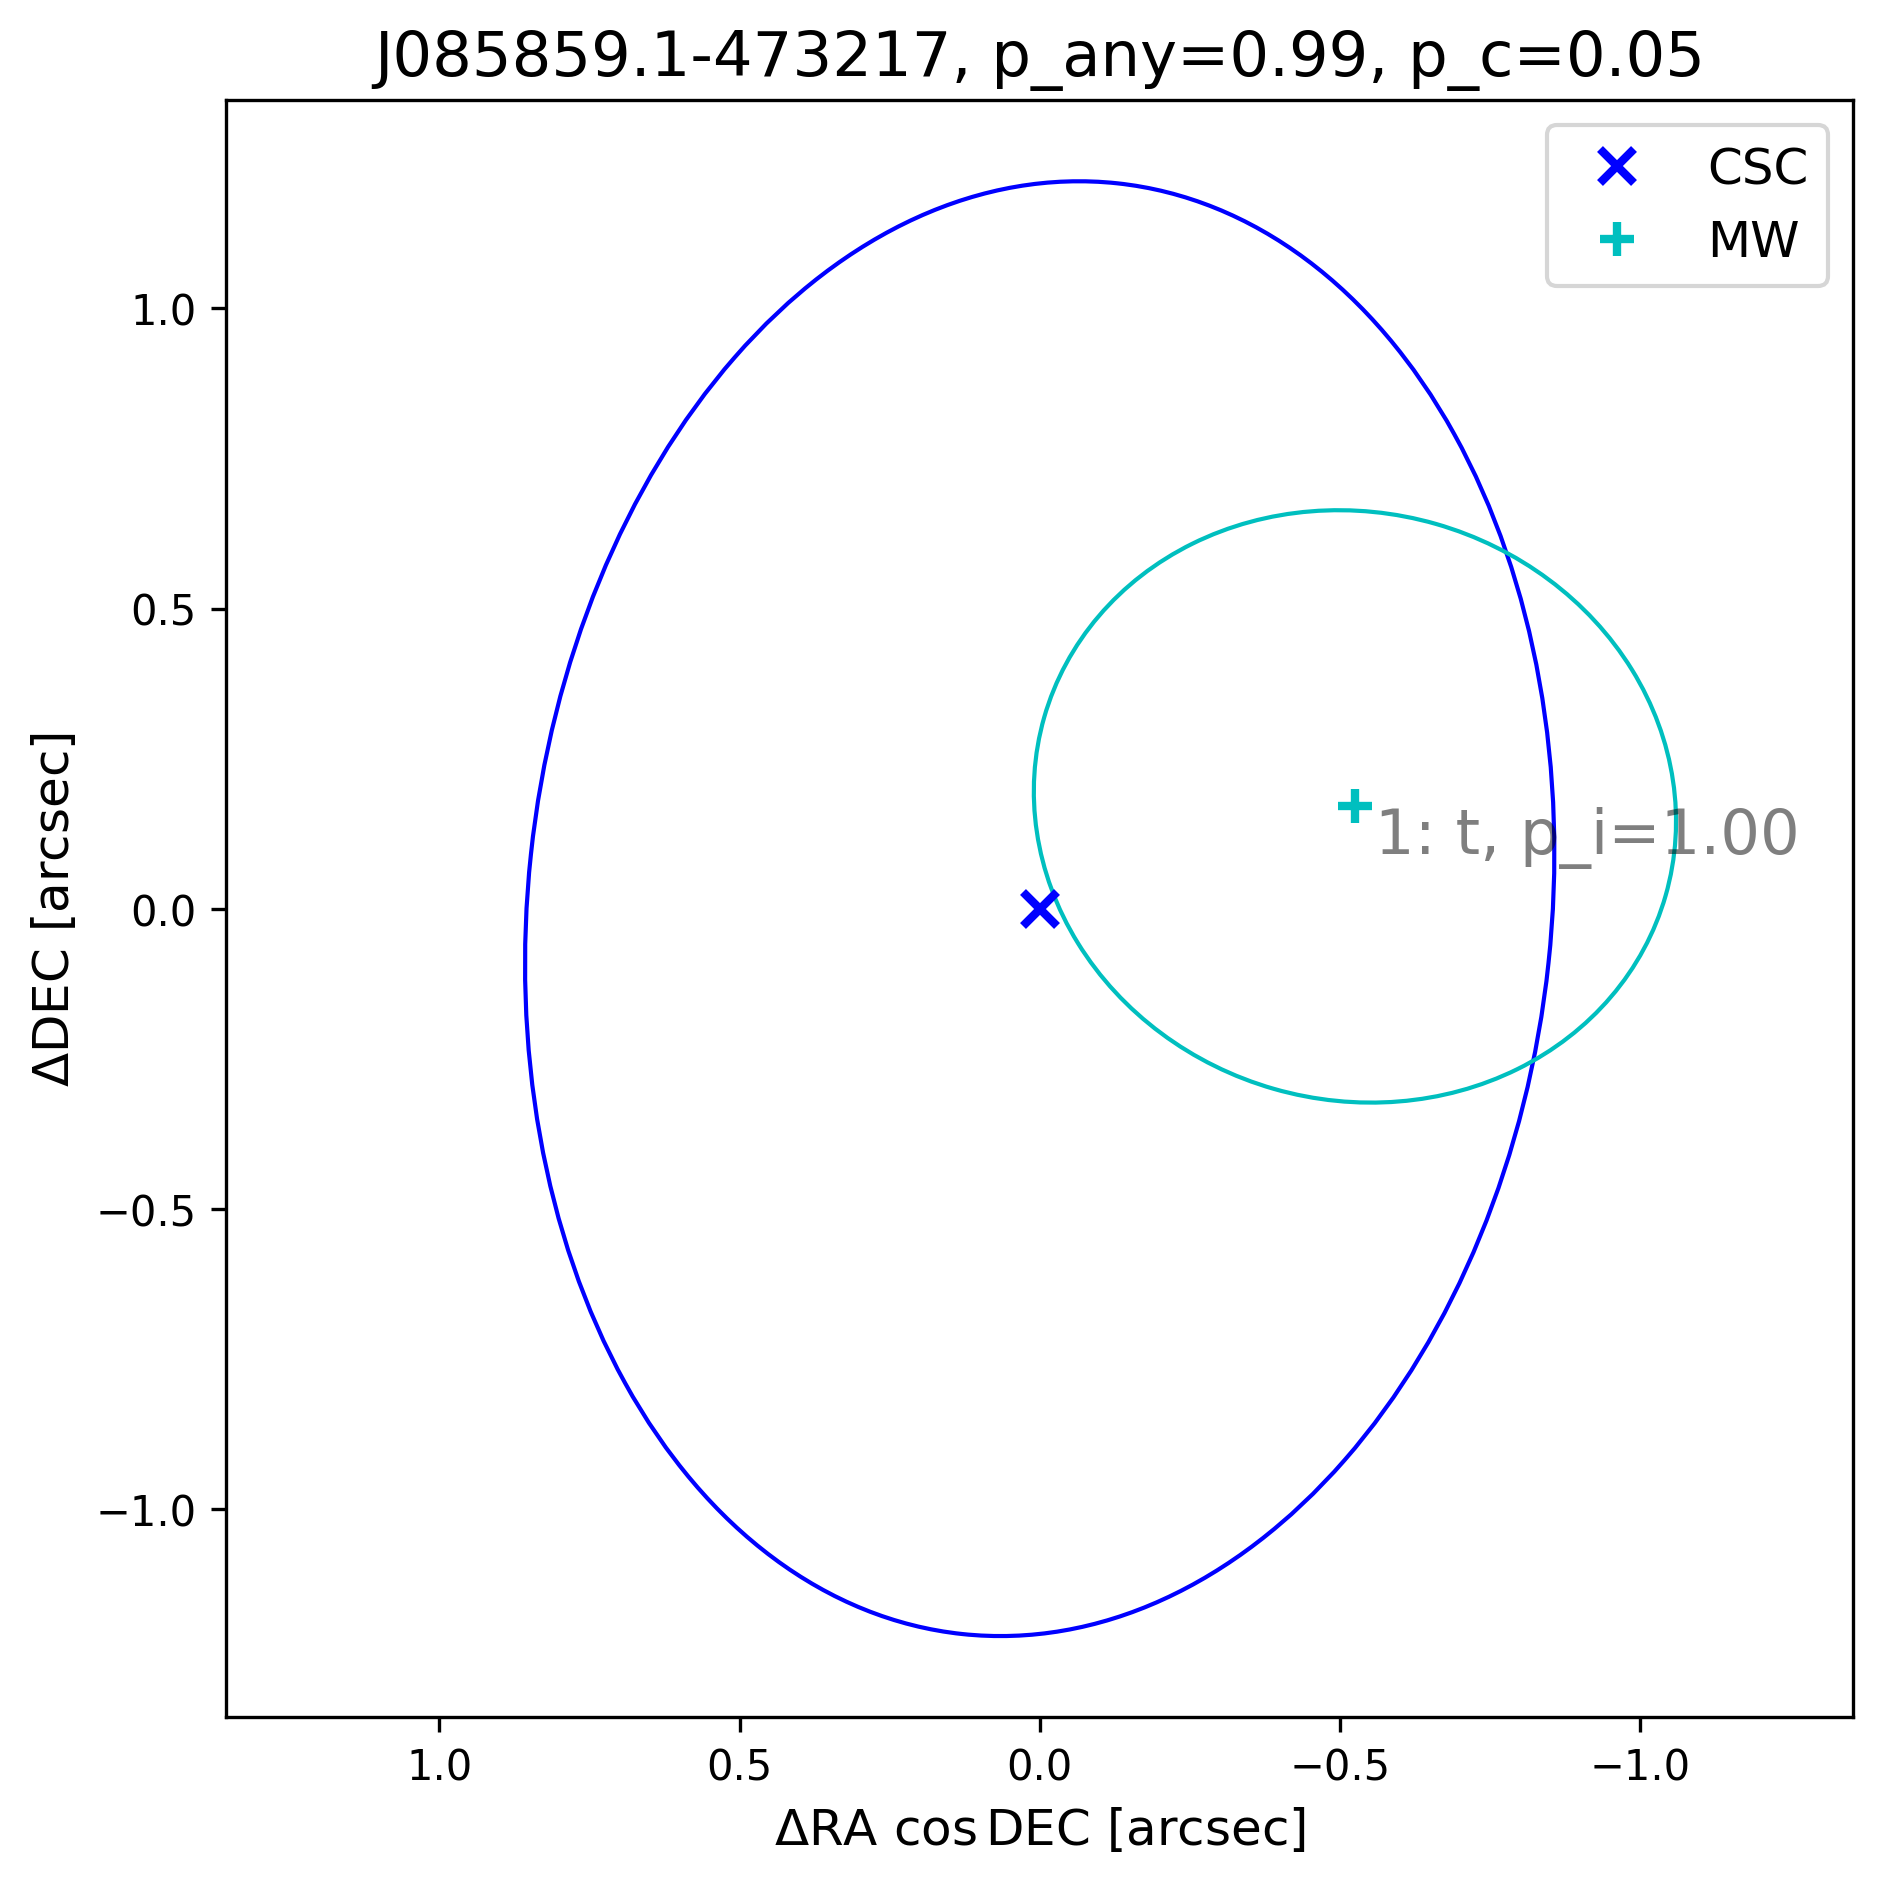 J085859.1-473217, p_any=0.99, p_c=0.05
CSC
MW
1: t, p_i=1.00
ΔDEC [arcsec]
1.0
0.5
0.0
−0.5
−1.0
1.0 0.5 0.0 −0.5 −1.0
ΔRA cos DEC [arcsec]